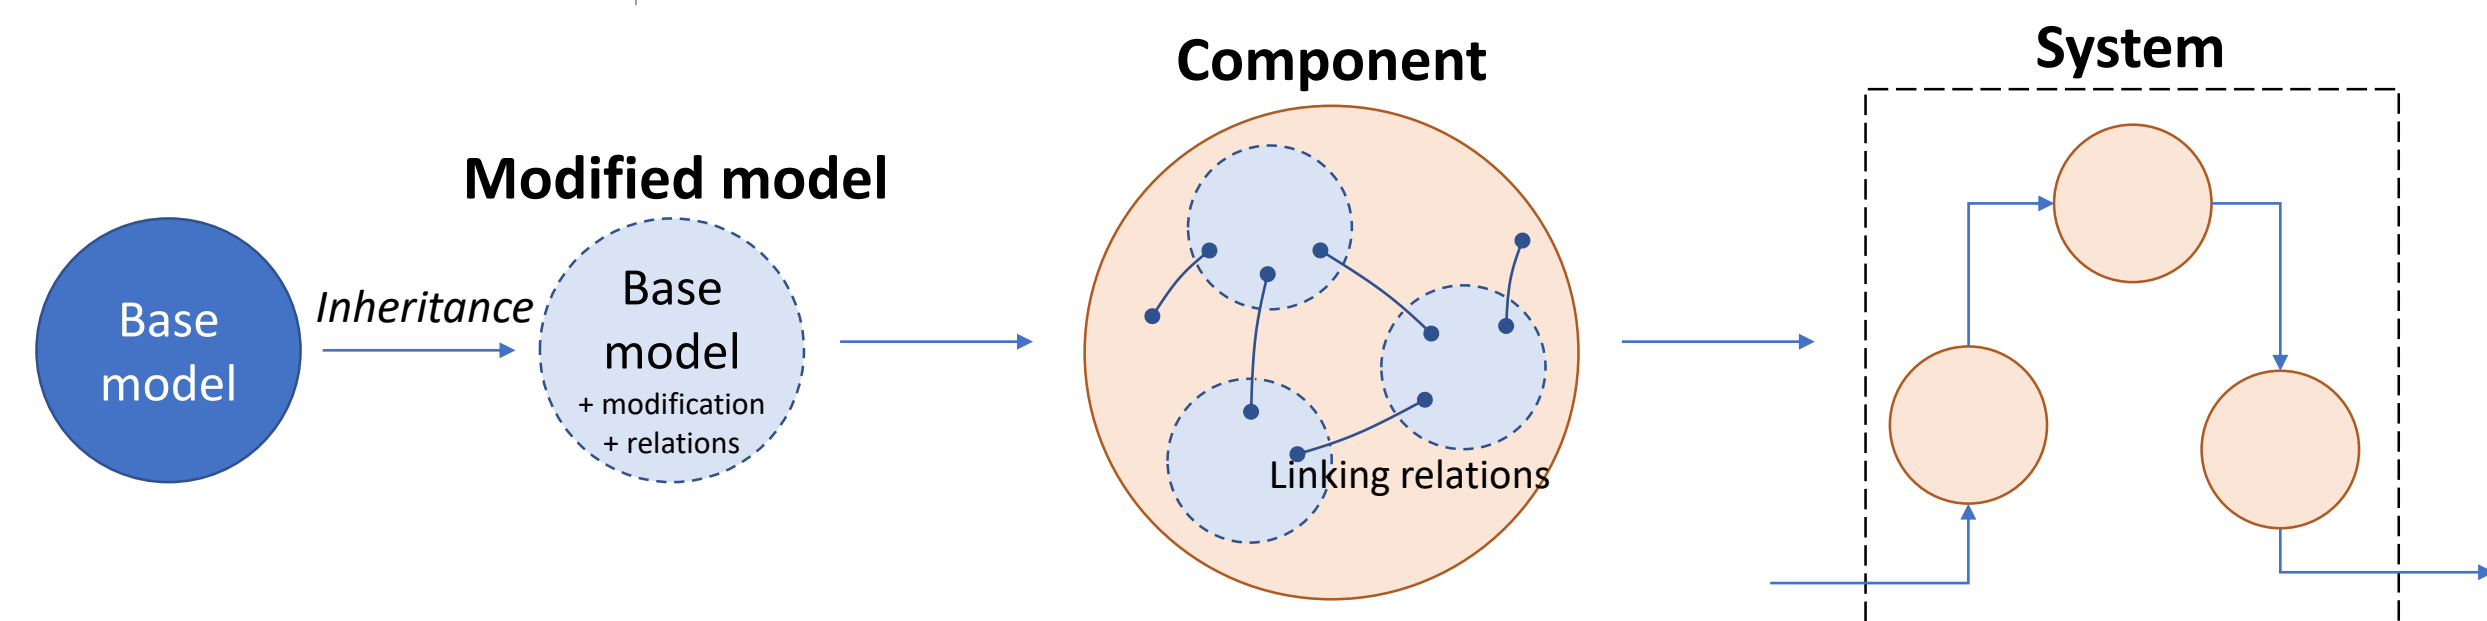 Base
model
Inheritance
Modified model
Base
model
+ modification
+ relations
Component
Linking relations
System